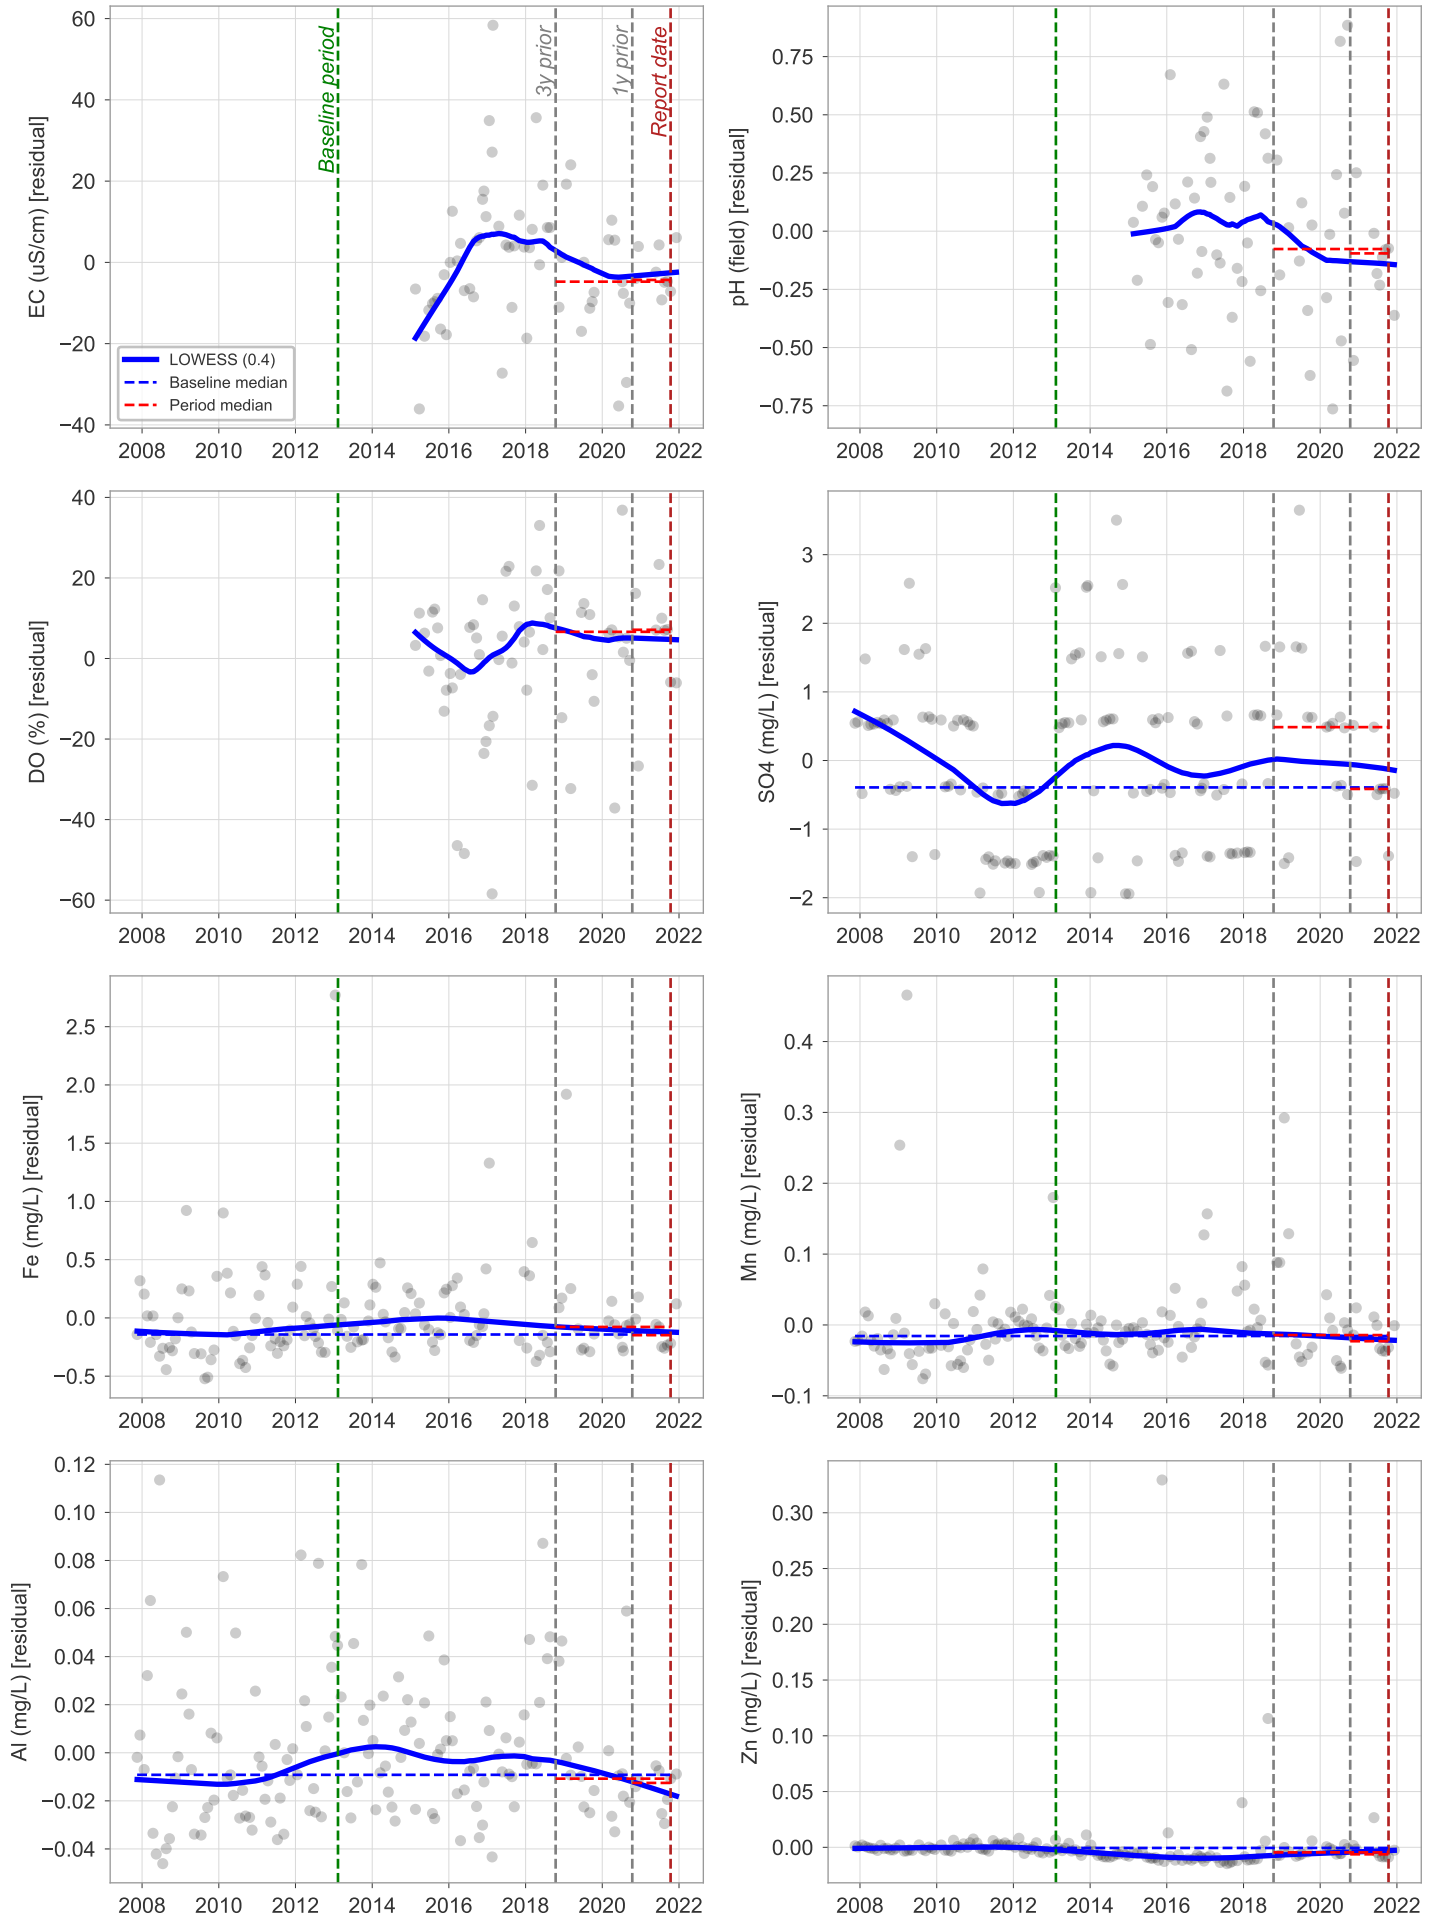 EC (uS/cm) [residual]
60
40
20
0
−20
−40
Baseline period
3y prior
1y prior
Report date
LOWESS (0.4)
Baseline median
Period median
2008 2010 2012 2014 2016 2018 2020 2022
pH (field) [residual]
0.75
0.50
0.25
0.00
−0.25
−0.50
−0.75
2008 2010 2012 2014 2016 2018 2020 2022
DO (%) [residual]
40
20
0
−20
−40
−60
2008 2010 2012 2014 2016 2018 2020 2022
SO4 (mg/L) [residual]
3
2
1
0
−1
−2
2008 2010 2012 2014 2016 2018 2020 2022
Fe (mg/L) [residual]
2.5
2.0
1.5
1.0
0.5
0.0
−0.5
2008 2010 2012 2014 2016 2018 2020 2022
Mn (mg/L) [residual]
0.4
0.3
0.2
0.1
−0.0
−0.1
2008 2010 2012 2014 2016 2018 2020 2022
Al (mg/L) [residual]
0.12
0.10
0.08
0.06
0.04
0.02
0.00
−0.02
−0.04
2008 2010 2012 2014 2016 2018 2020 2022
Zn (mg/L) [residual]
0.30
0.25
0.20
0.15
0.10
0.05
0.00
2008 2010 2012 2014 2016 2018 2020 2022